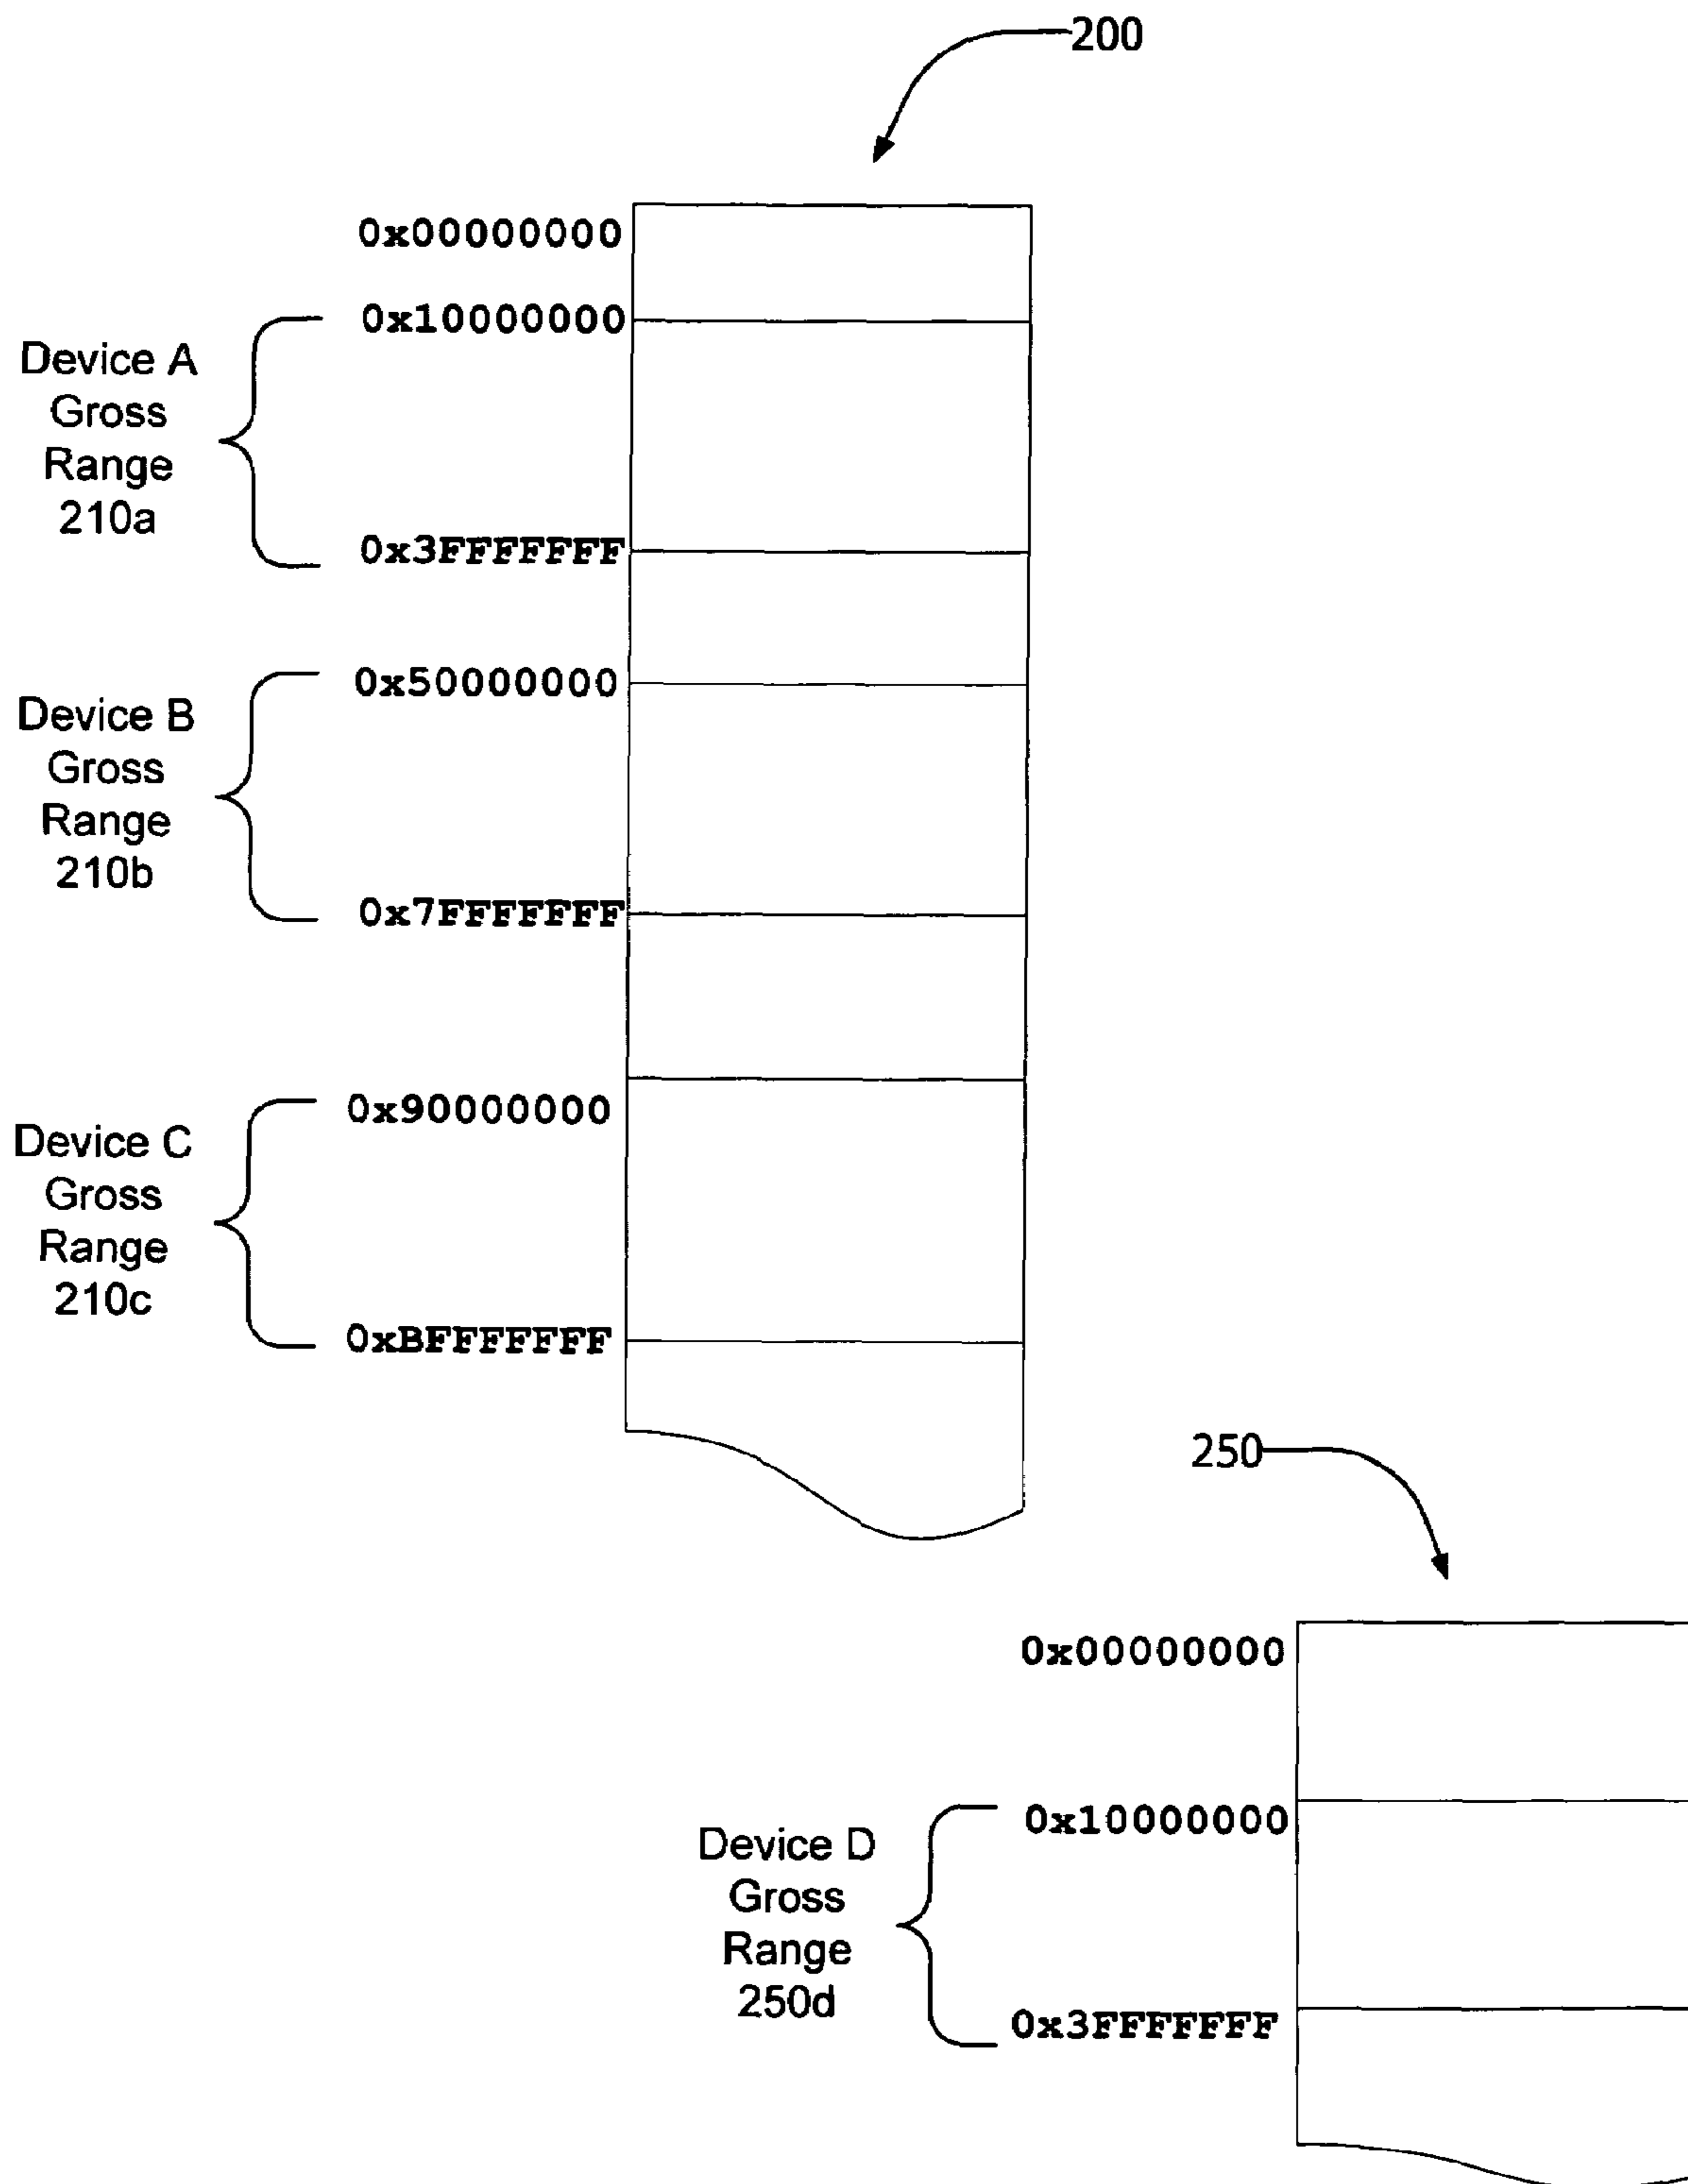 200
0x00000000
0x10000000
Device A
Gross
Range
210a
0x3FFFFFFF
0x50000000
Device B
Gross
Range
210b
0x7FFFFFFF
0x90000000
Device C
Gross
Range
210c
0xBFFFFFFF
250
0x00000000
0x10000000
Device D
Gross
Range
250d
0x3FFFFFFF